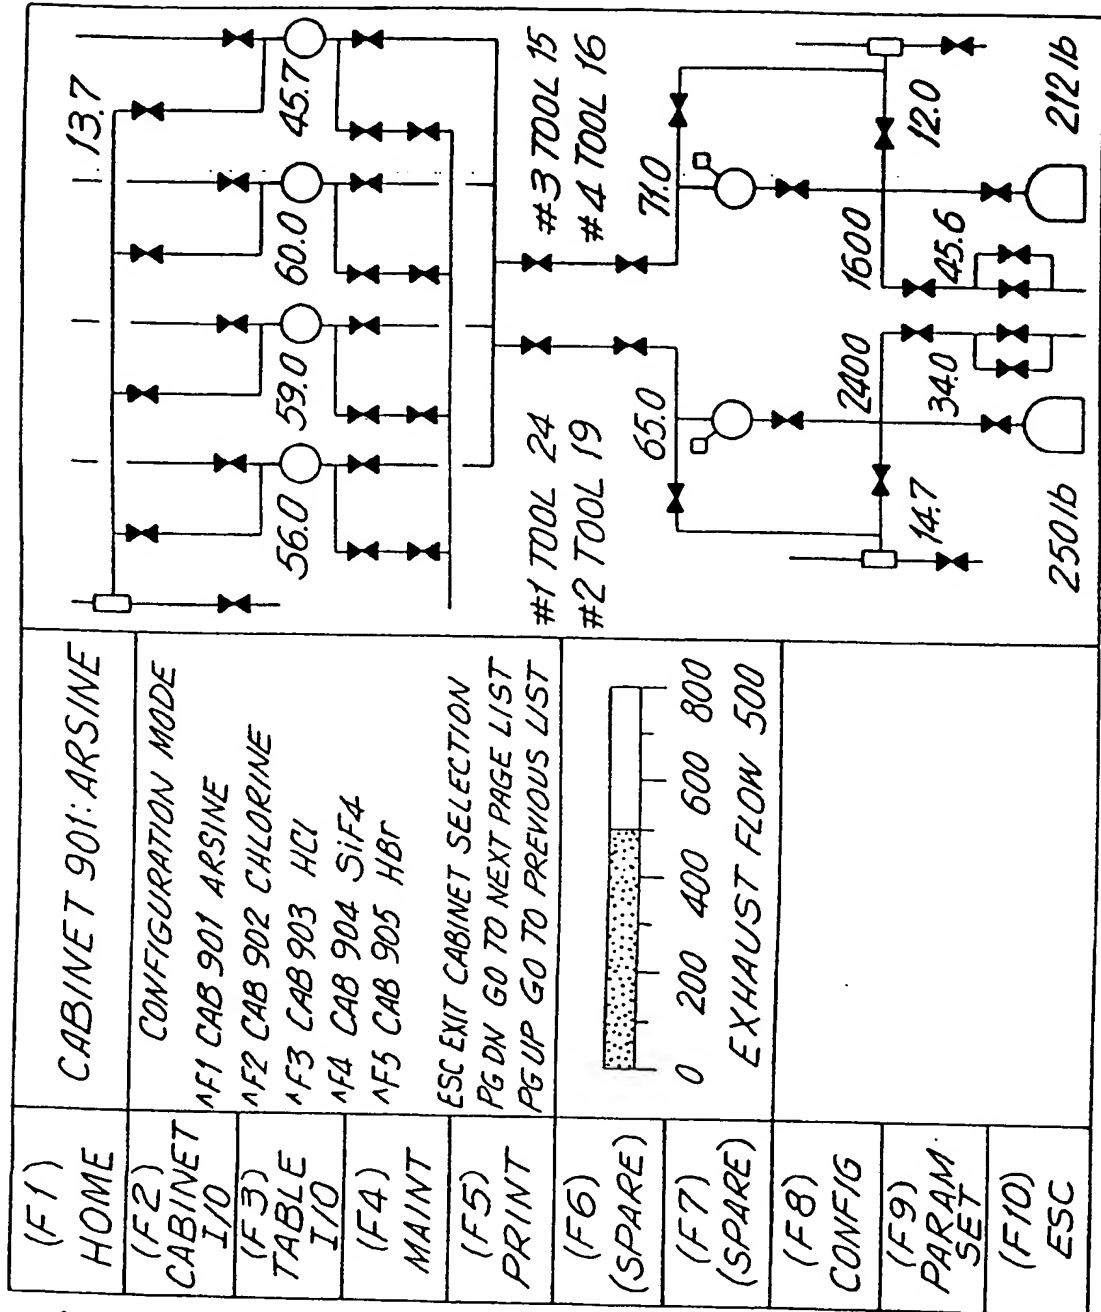 (F1)
HOME
(F2)
CABINET
I/O
(F3)
TABLE
I/O
(F4)
MAINT
(F5)
PRINT
(F6)
(SPARE)
(F7)
(SPARE)
(F8)
CONFIG
(F9)
PARAM
SET
(F10)
ESC
CABINET 901: ARSINE
CONFIGURATION MODE
^F1 CAB 901 ARSINE
^F2 CAB 902 CHLORINE
^F3 CAB 903 HCl
^F4 CAB 904 SiF4
^F5 CAB 905 HBr
ESC EXIT CABINET SELECTION
PG DN GO TO NEXT PAGE LIST
PG UP GO TO PREVIOUS LIST
0 200 400 600 800
EXHAUST FLOW 500
13.7
56.0 59.0 60.0 45.7
#1 TOOL 24 #3 TOOL 15
#2 TOOL 19 #4 TOOL 16
65.0 71.0
2400 1600
14.7 34.0 45.6 12.0
250 lb 212 lb